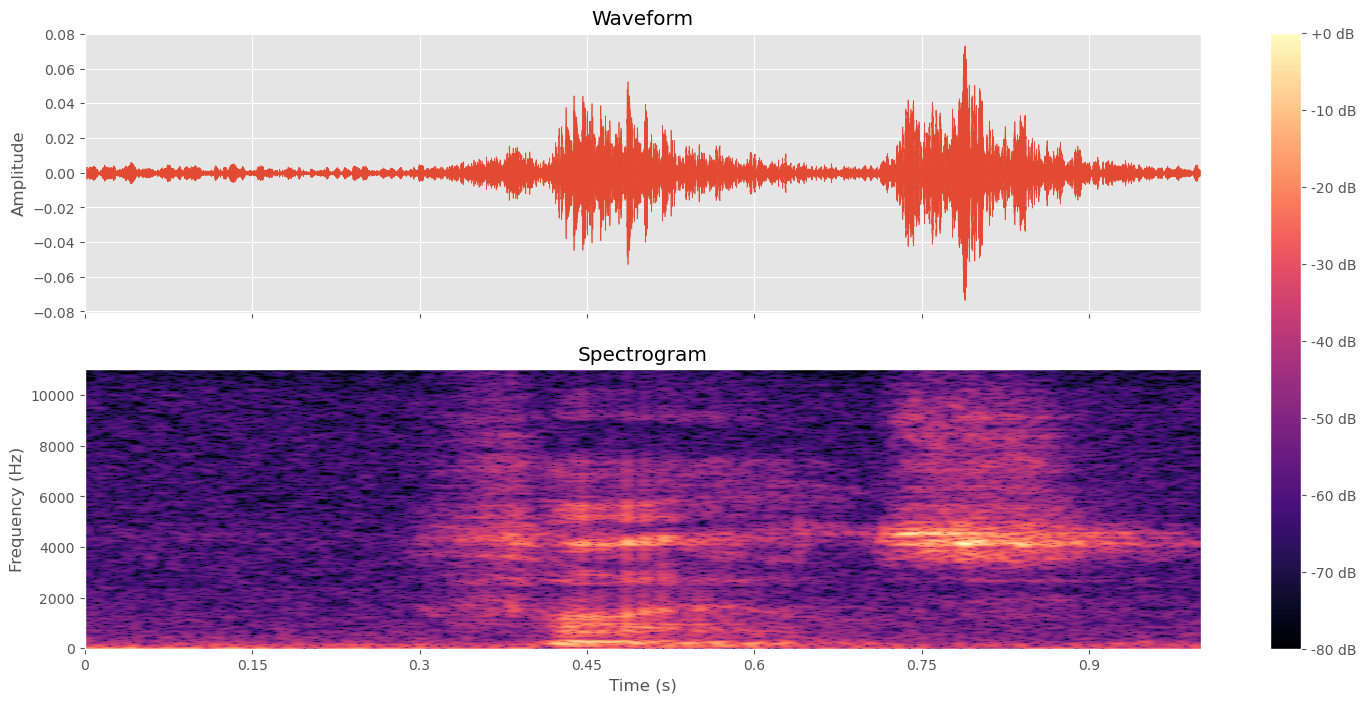 Waveform
0.08
0.06
0.04
0.02
0.00
−0.02
−0.04
−0.06
−0.08
Amplitude
Spectrogram
10000
8000
6000
4000
2000
0
Frequency (Hz)
0 0.15 0.3 0.45 0.6 0.75 0.9
Time (s)
+0 dB
-10 dB
-20 dB
-30 dB
-40 dB
-50 dB
-60 dB
-70 dB
-80 dB